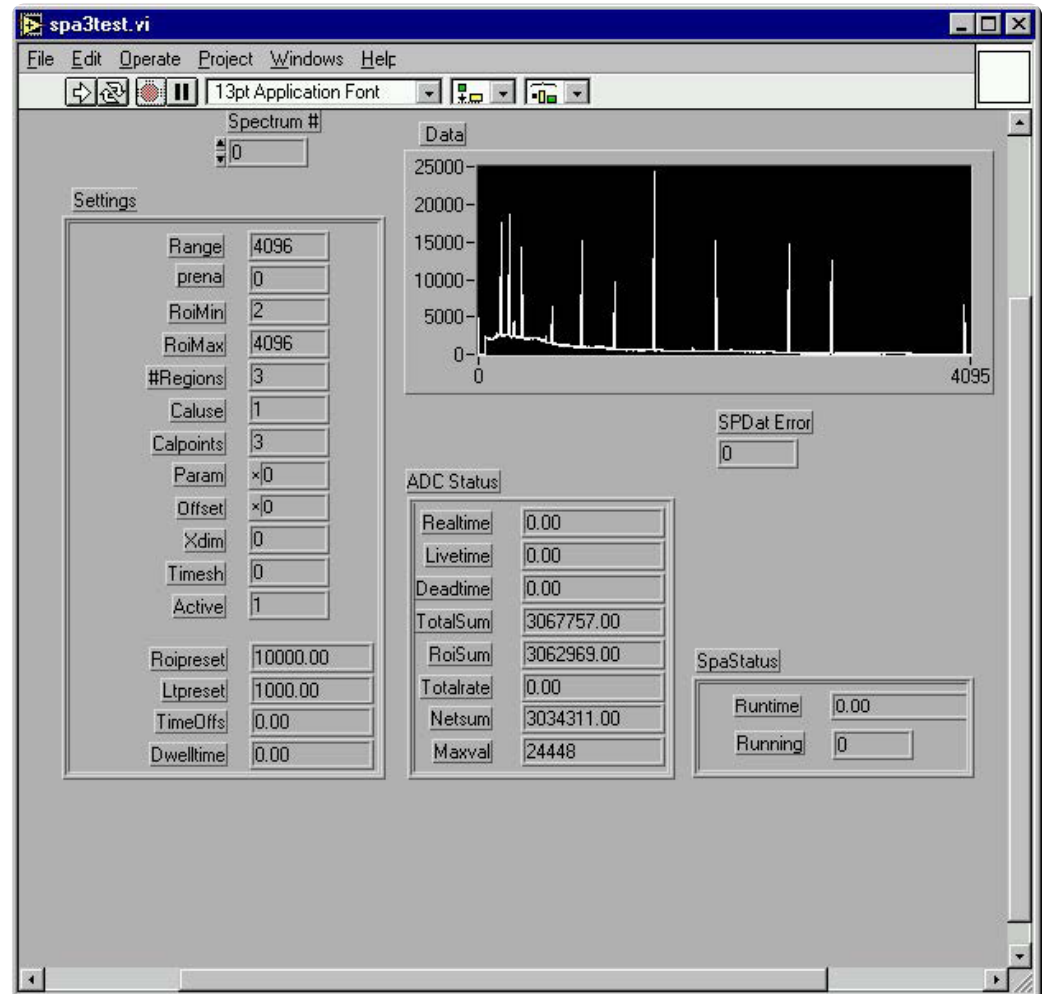 spa3test.vi
File Edit Operate Project Windows Help
13pt Application Font
Spectrum #
0
Settings
Range 4096
prena 0
RoiMin 2
RoiMax 4096
#Regions 3
Caluse 1
Calpoints 3
Param ×0
Offset ×0
Xdim 0
Timesh 0
Active 1
Roipreset 10000.00
Ltpreset 1000.00
TimeOffs 0.00
Dwelltime 0.00
Data
25000
20000
15000
10000
5000
0
0 4095
SPDat Error
0
ADC Status
Realtime 0.00
Livetime 0.00
Deadtime 0.00
TotalSum 3067757.00
RoiSum 3062969.00
Totalrate 0.00
Netsum 3034311.00
Maxval 24448
SpaStatus
Runtime 0.00
Running 0